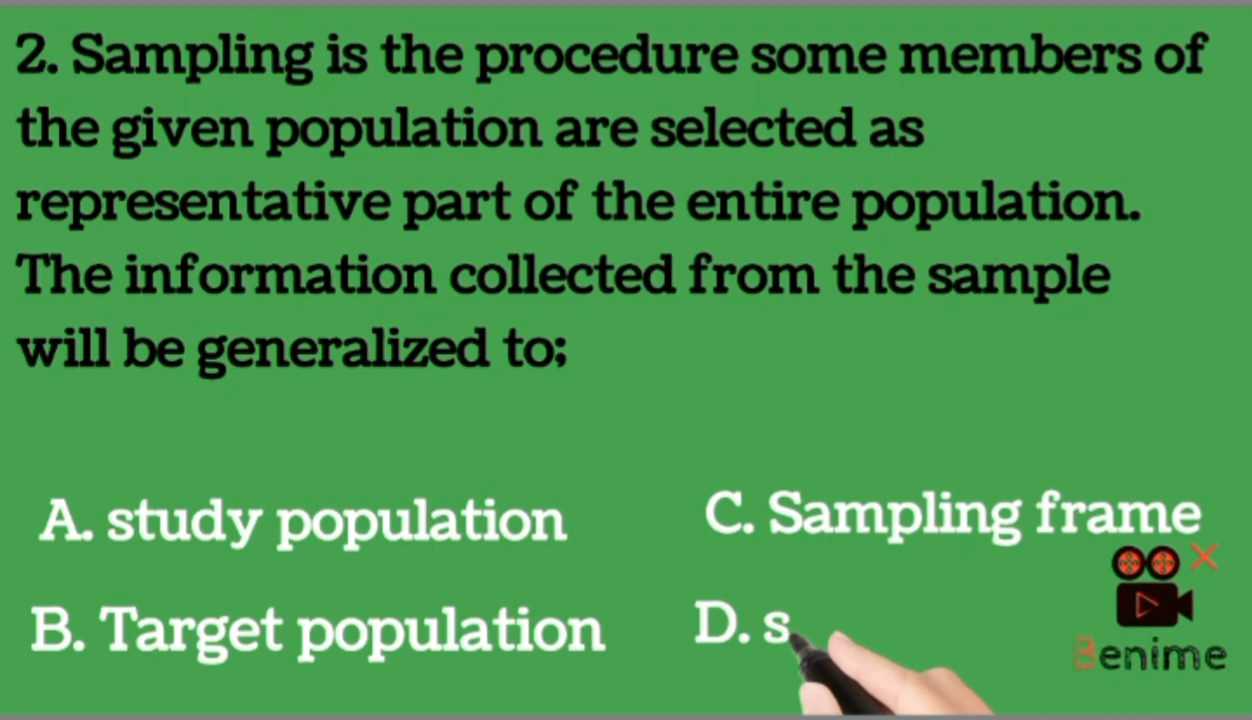 2. Sampling is the procedure some members of
the given population are selected as
representative part of the entire population.
The information collected from the sample
will be generalized to;
A. study population
B. Target population
C. Sampling frame
D. s
Benime